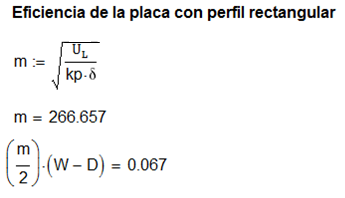 Eficiencia de la placa con perfil rectangular
m := √(U_L / (kp·δ))
m = 266.657
(m/2)·(W – D) = 0.067